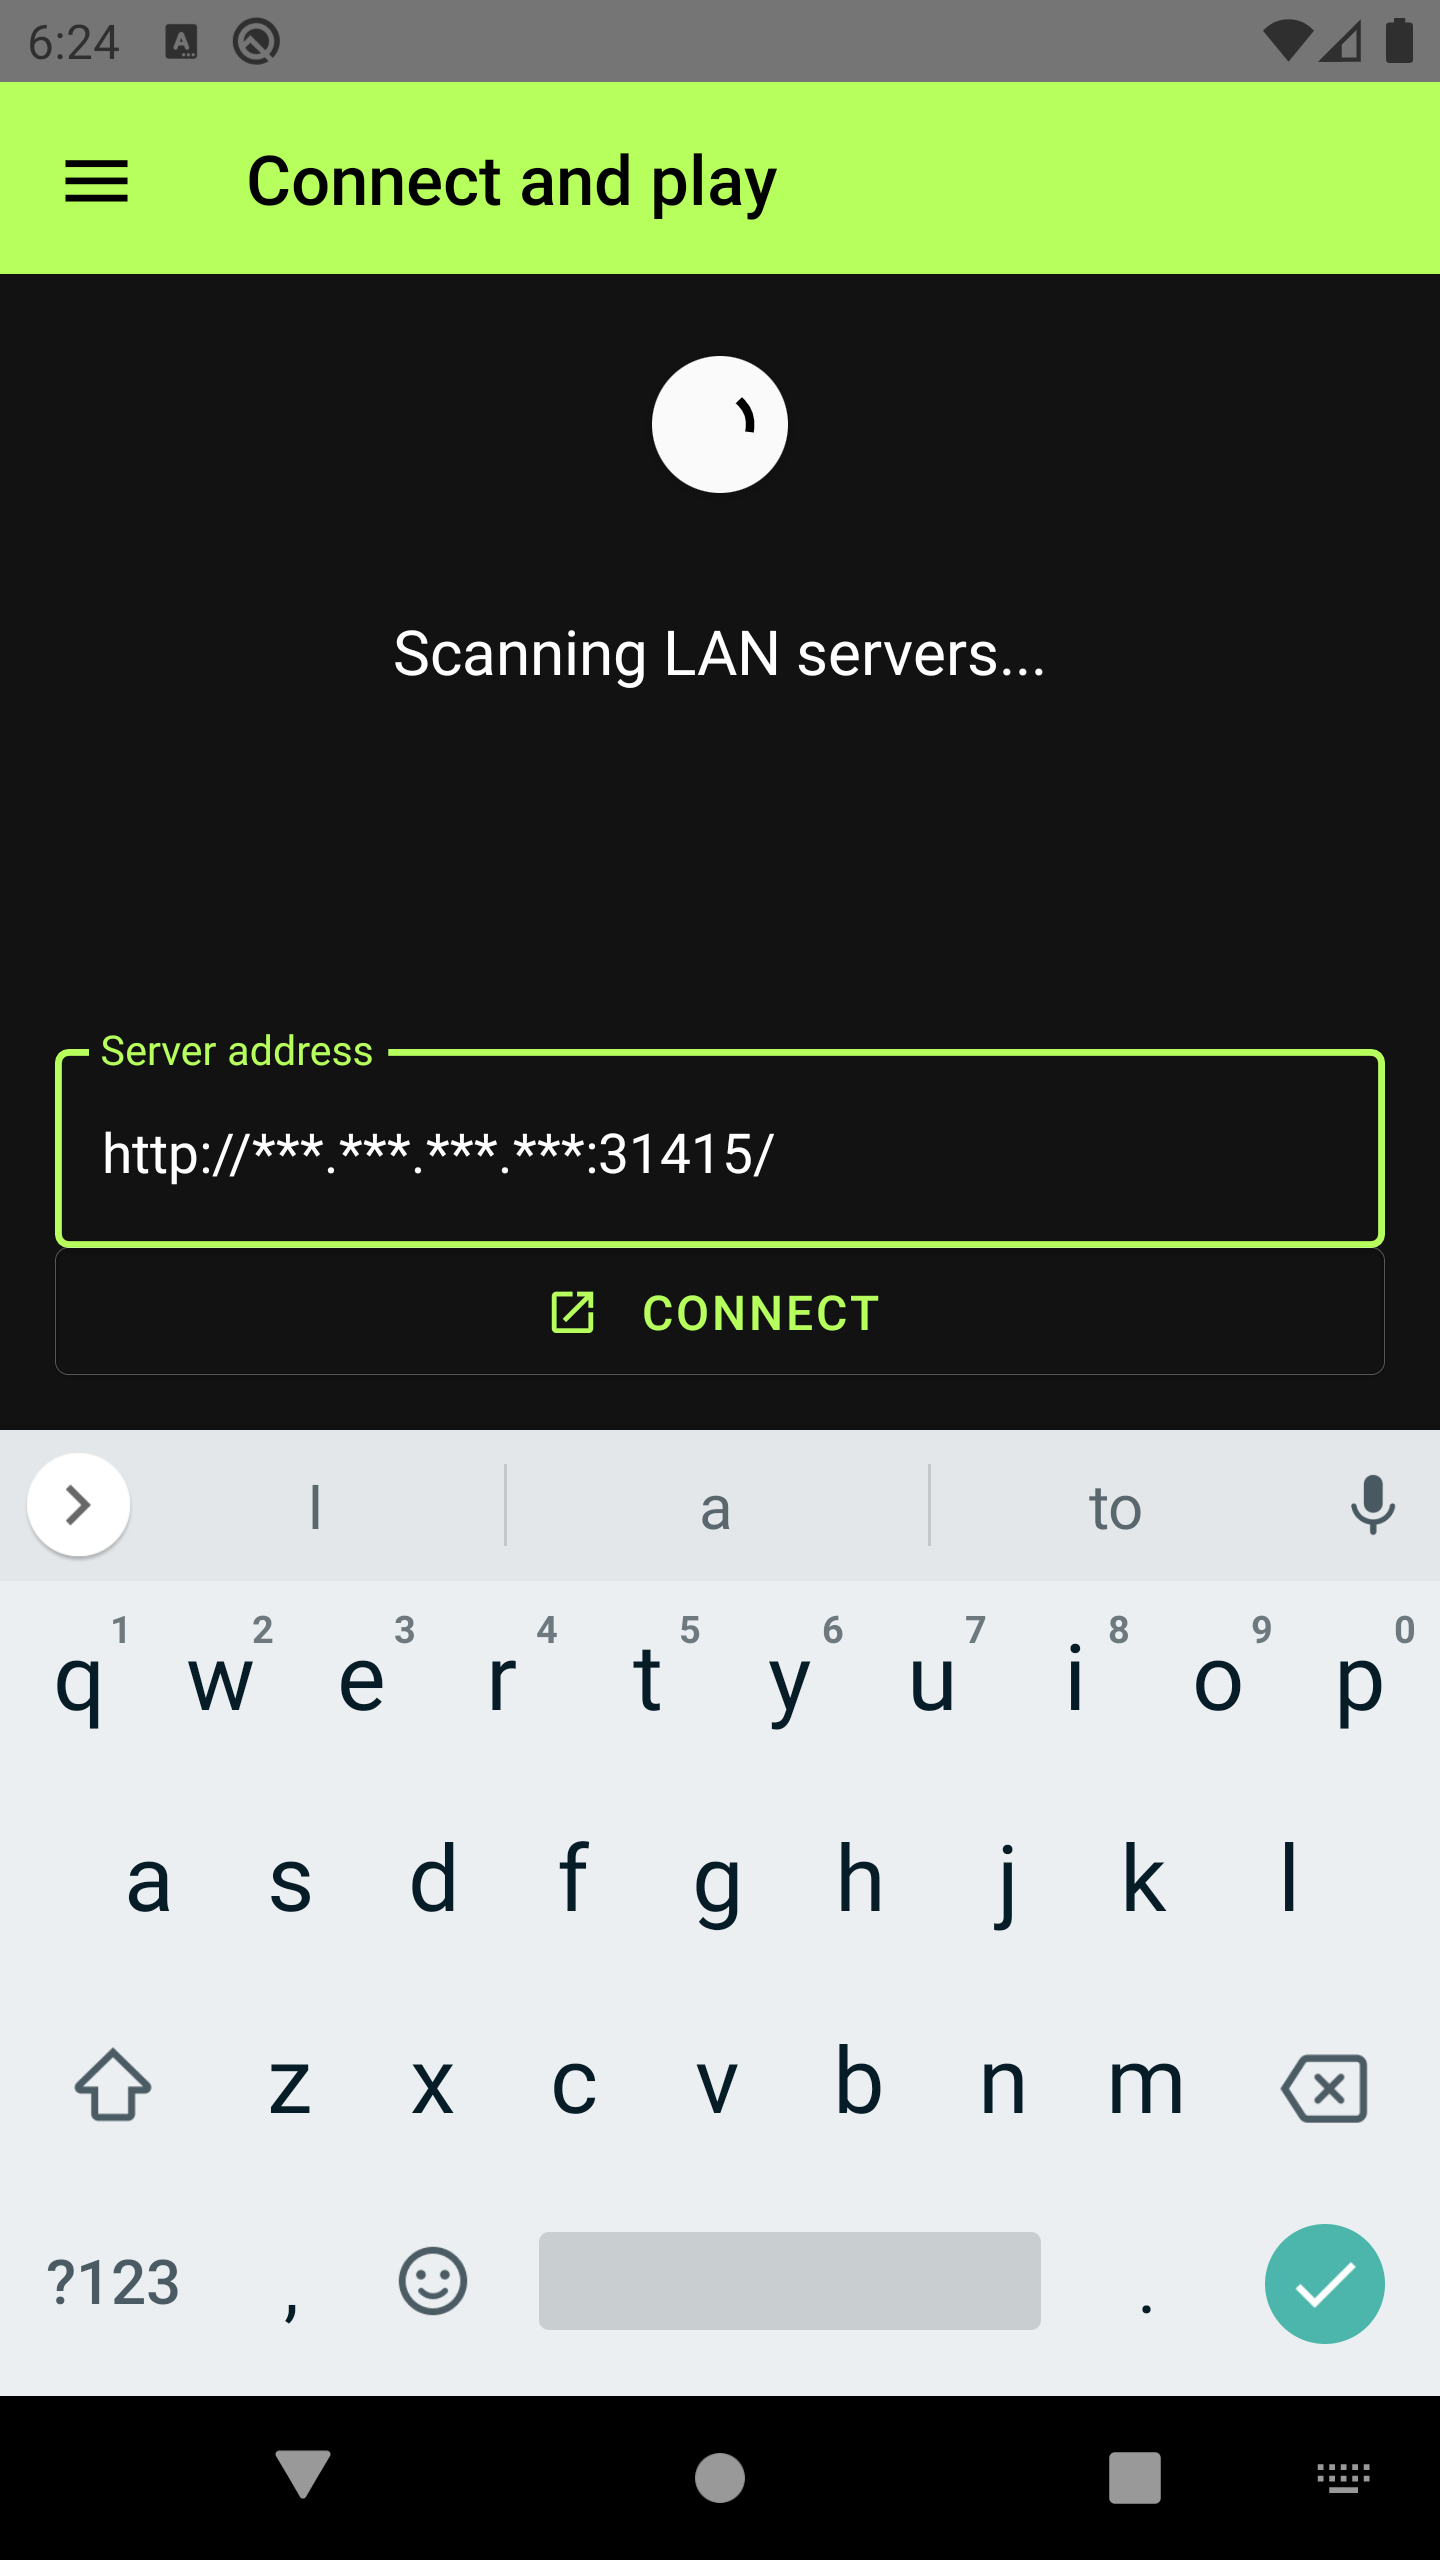 6:24
Connect and play
Scanning LAN servers...
Server address
http://***.***.***.***:31415/
CONNECT
I a to
1 2 3 4 5 6 7 8 9 0
q w e r t y u i o p
a s d f g h j k l
z x c v b n m
?123 , .